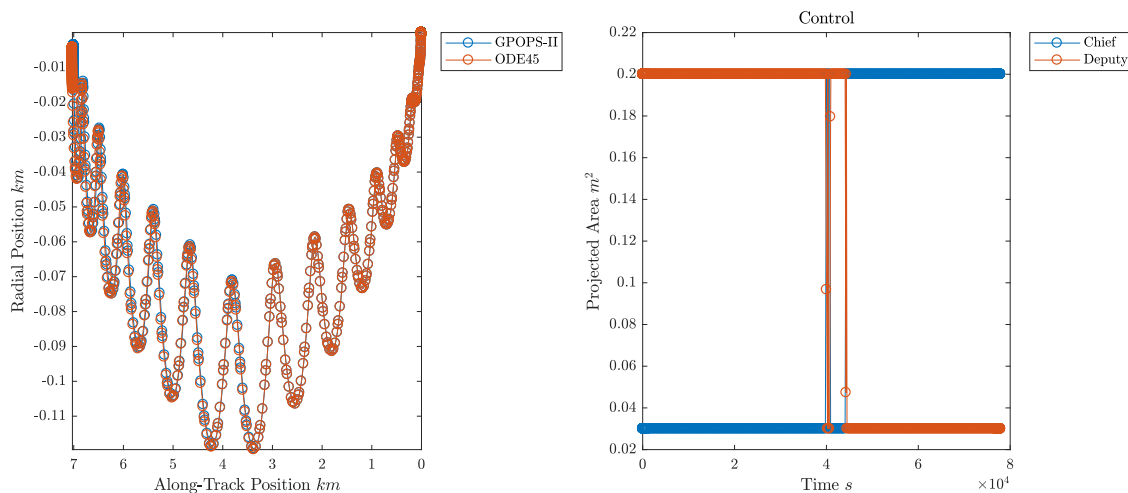 GPOPS-II
ODE45
-0.01
-0.02
-0.03
-0.04
-0.05
-0.06
-0.07
-0.08
-0.09
-0.1
-0.11
Radial Position km
7 6 5 4 3 2 1 0
Along-Track Position km
Control
Chief
Deputy
0.22
0.2
0.18
0.16
0.14
0.12
0.1
0.08
0.06
0.04
0.02
Projected Area m²
0 2 4 6 8
×10⁴
Time s